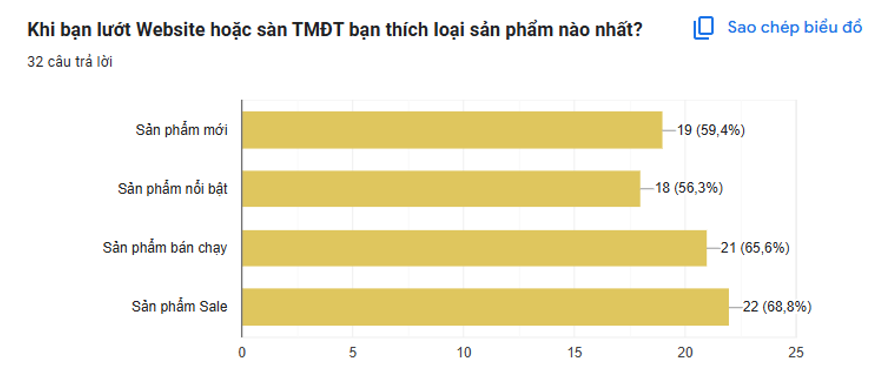 Khi bạn lướt Website hoặc sàn TMĐT bạn thích loại sản phẩm nào nhất?
Sao chép biểu đồ
32 câu trả lời
Sản phẩm mới
19 (59,4%)
Sản phẩm nổi bật
18 (56,3%)
Sản phẩm bán chạy
21 (65,6%)
Sản phẩm Sale
22 (68,8%)
0 5 10 15 20 25